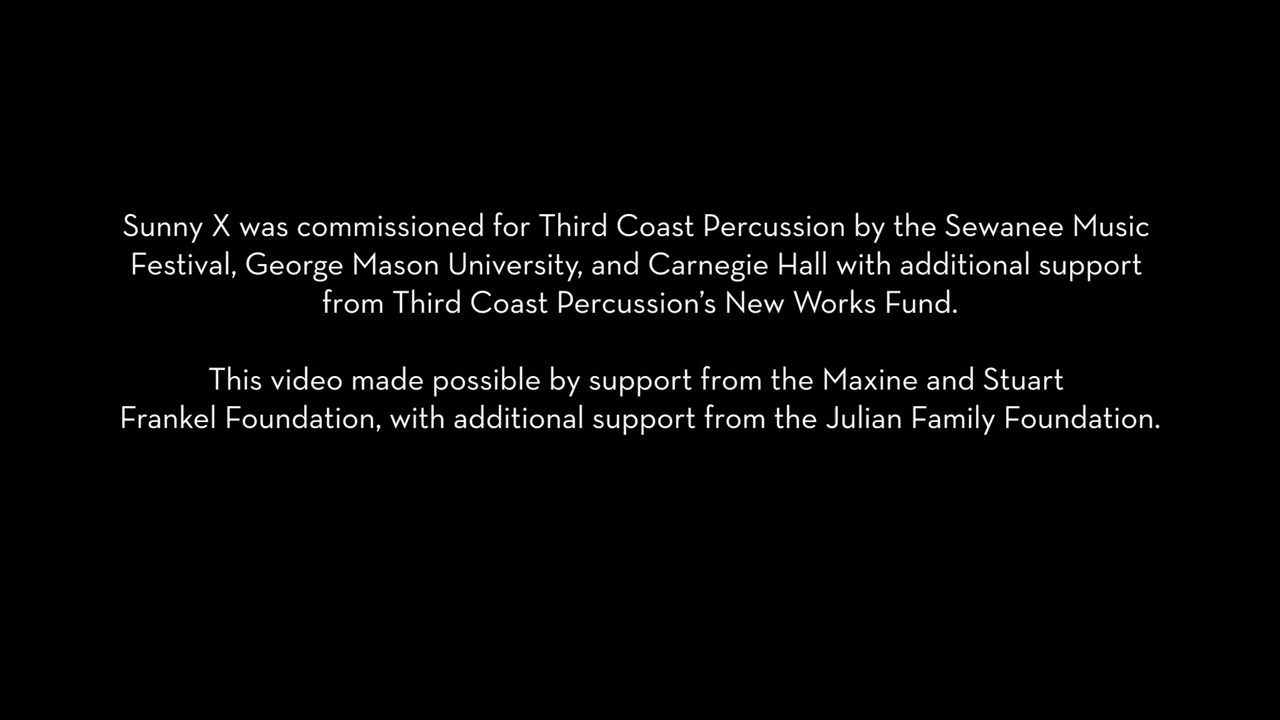 Sunny X was commissioned for Third Coast Percussion by the Sewanee Music
Festival, George Mason University, and Carnegie Hall with additional support
from Third Coast Percussion’s New Works Fund.
This video made possible by support from the Maxine and Stuart
Frankel Foundation, with additional support from the Julian Family Foundation.